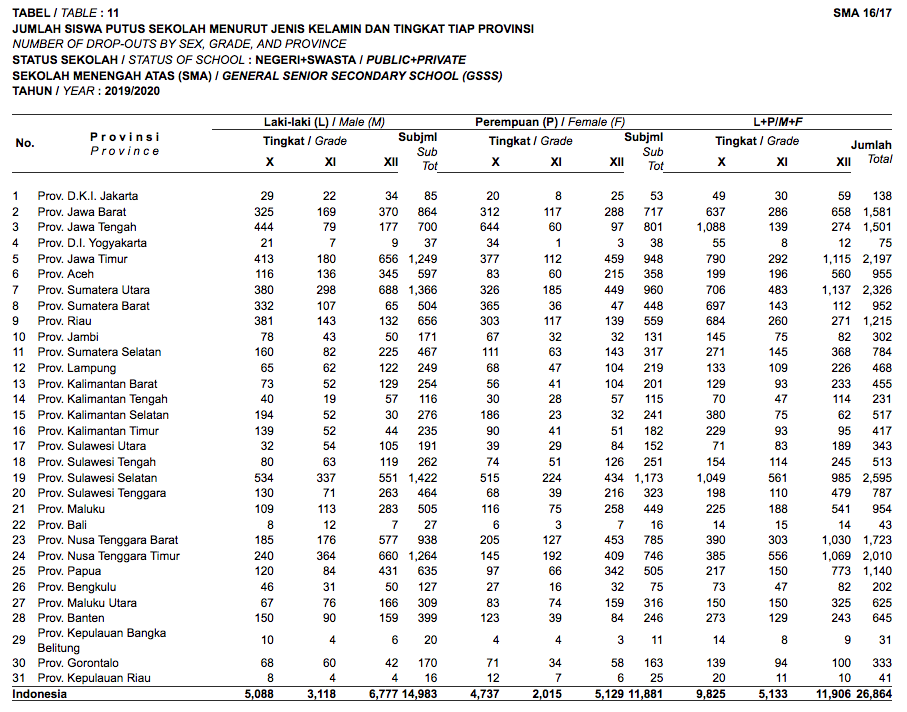 TABEL / TABLE : 11 SMA 16/17
JUMLAH SISWA PUTUS SEKOLAH MENURUT JENIS KELAMIN DAN TINGKAT TIAP PROVINSI
NUMBER OF DROP-OUTS BY SEX, GRADE, AND PROVINCE
STATUS SEKOLAH / STATUS OF SCHOOL : NEGERI+SWASTA / PUBLIC+PRIVATE
SEKOLAH MENENGAH ATAS (SMA) / GENERAL SENIOR SECONDARY SCHOOL (GSSS)
TAHUN / YEAR : 2019/2020
Laki-laki (L) / Male (M) Perempuan (P) / Female (F) L+P/M+F
No. Provinsi Tingkat / Grade Subjml Tingkat / Grade Subjml Tingkat / Grade Jumlah
Province Sub Sub Total
X XI XII Tot X XI XII Tot X XI XII
1 Prov. D.K.I. Jakarta 29 22 34 85 20 8 25 53 49 30 59 138
2 Prov. Jawa Barat 325 169 370 864 312 117 288 717 637 286 658 1,581
3 Prov. Jawa Tengah 444 79 177 700 644 60 97 801 1,088 139 274 1,501
4 Prov. D.I. Yogyakarta 21 7 9 37 34 1 3 38 55 8 12 75
5 Prov. Jawa Timur 413 180 656 1,249 377 112 459 948 790 292 1,115 2,197
6 Prov. Aceh 116 136 345 597 83 60 215 358 199 196 560 955
7 Prov. Sumatera Utara 380 298 688 1,366 326 185 449 960 706 483 1,137 2,326
8 Prov. Sumatera Barat 332 107 65 504 365 36 47 448 697 143 112 952
9 Prov. Riau 381 143 132 656 303 117 139 559 684 260 271 1,215
10 Prov. Jambi 78 43 50 171 67 32 32 131 145 75 82 302
11 Prov. Sumatera Selatan 160 82 225 467 111 63 143 317 271 145 368 784
12 Prov. Lampung 65 62 122 249 68 47 104 219 133 109 226 468
13 Prov. Kalimantan Barat 73 52 129 254 56 41 104 201 129 93 233 455
14 Prov. Kalimantan Tengah 40 19 57 116 30 28 57 115 70 47 114 231
15 Prov. Kalimantan Selatan 194 52 30 276 186 23 32 241 380 75 62 517
16 Prov. Kalimantan Timur 139 52 44 235 90 41 51 182 229 93 95 417
17 Prov. Sulawesi Utara 32 54 105 191 39 29 84 152 71 83 189 343
18 Prov. Sulawesi Tengah 80 63 119 262 74 51 126 251 154 114 245 513
19 Prov. Sulawesi Selatan 534 337 551 1,422 515 224 434 1,173 1,049 561 985 2,595
20 Prov. Sulawesi Tenggara 130 71 263 464 68 39 216 323 198 110 479 787
21 Prov. Maluku 109 113 283 505 116 75 258 449 225 188 541 954
22 Prov. Bali 8 12 7 27 6 3 7 16 14 15 14 43
23 Prov. Nusa Tenggara Barat 185 176 577 938 205 127 453 785 390 303 1,030 1,723
24 Prov. Nusa Tenggara Timur 240 364 660 1,264 145 192 409 746 385 556 1,069 2,010
25 Prov. Papua 120 84 431 635 97 66 342 505 217 150 773 1,140
26 Prov. Bengkulu 46 31 50 127 27 16 32 75 73 47 82 202
27 Prov. Maluku Utara 67 76 166 309 83 74 159 316 150 150 325 625
28 Prov. Banten 150 90 159 399 123 39 84 246 273 129 243 645
29 Prov. Kepulauan Bangka 10 4 6 20 4 4 3 11 14 8 9 31
Belitung
30 Prov. Gorontalo 68 60 42 170 71 34 58 163 139 94 100 333
31 Prov. Kepulauan Riau 8 4 4 16 12 7 6 25 20 11 10 41
Indonesia 5,088 3,118 6,777 14,983 4,737 2,015 5,129 11,881 9,825 5,133 11,906 26,864